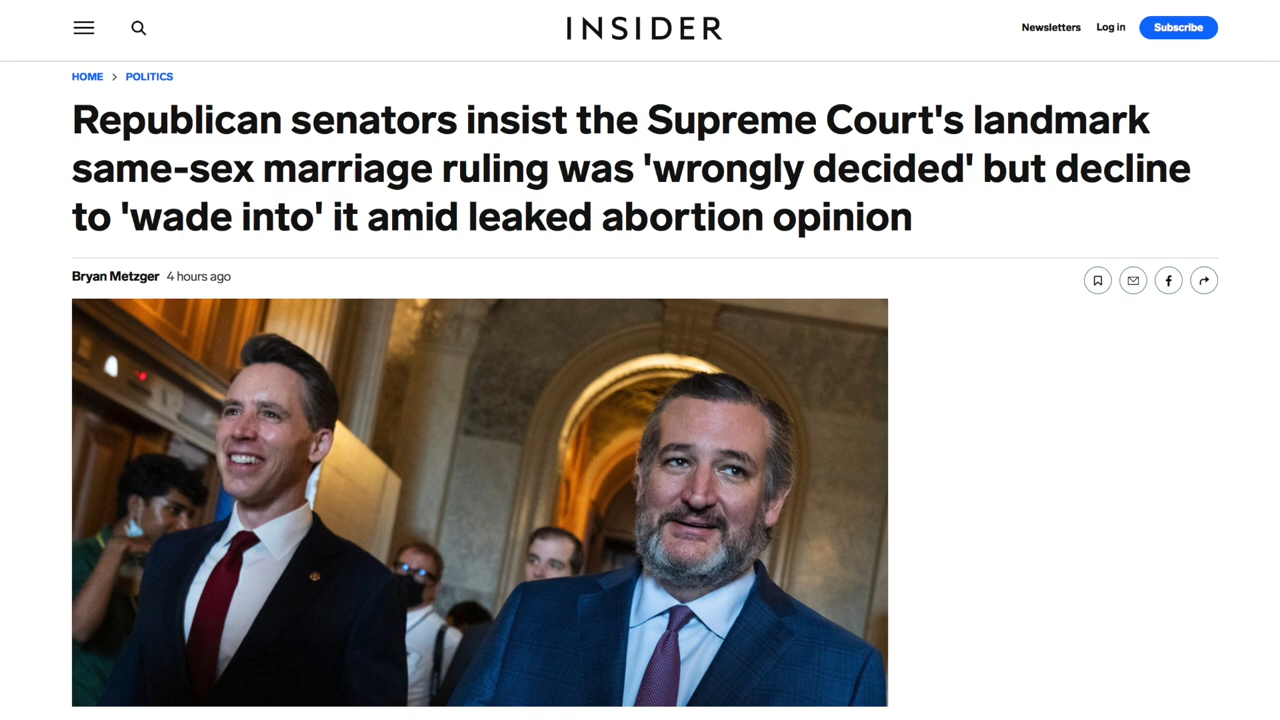 INSIDER
Newsletters Log in Subscribe
HOME > POLITICS
Republican senators insist the Supreme Court's landmark
same-sex marriage ruling was 'wrongly decided' but decline
to 'wade into' it amid leaked abortion opinion
Bryan Metzger 4 hours ago